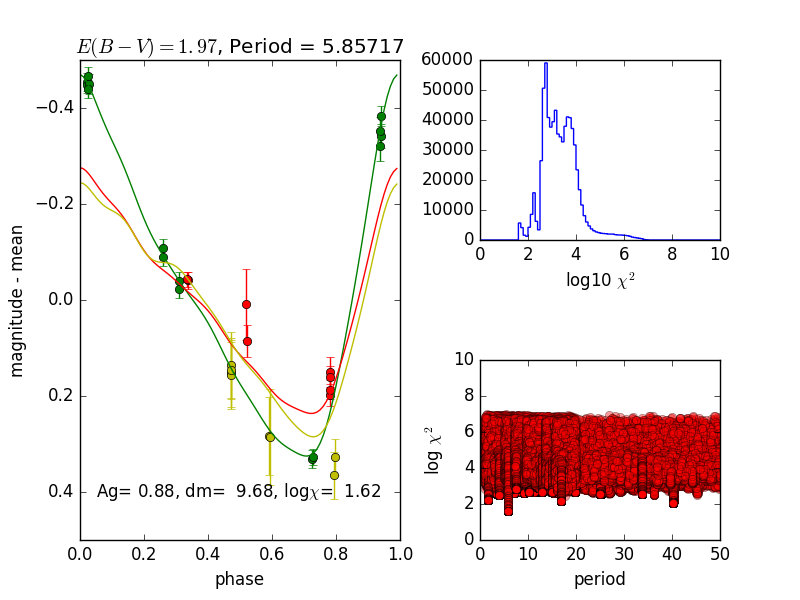 E(B − V) = 1.97, Period = 5.85717
−0.4
−0.2
0.0
0.2
0.4
magnitude - mean
Ag= 0.88, dm=  9.68, logχ=  1.62
0.0 0.2 0.4 0.6 0.8 1.0
phase
60000
50000
40000
30000
20000
10000
0
0 2 4 6 8 10
log10 χ²
10
8
6
4
2
0
log χ²
0 10 20 30 40 50
period